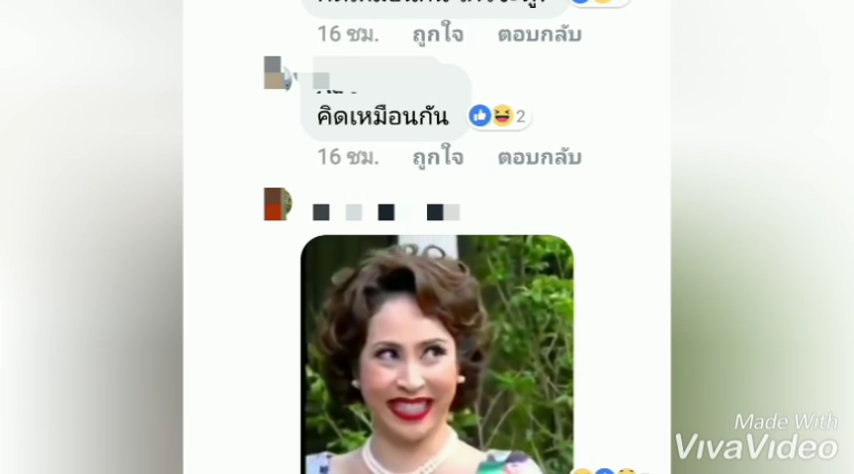 16 ชม. ถูกใจ ตอบกลับ
คิดเหมือนกัน 2
16 ชม. ถูกใจ ตอบกลับ
Made With
VivaVideo